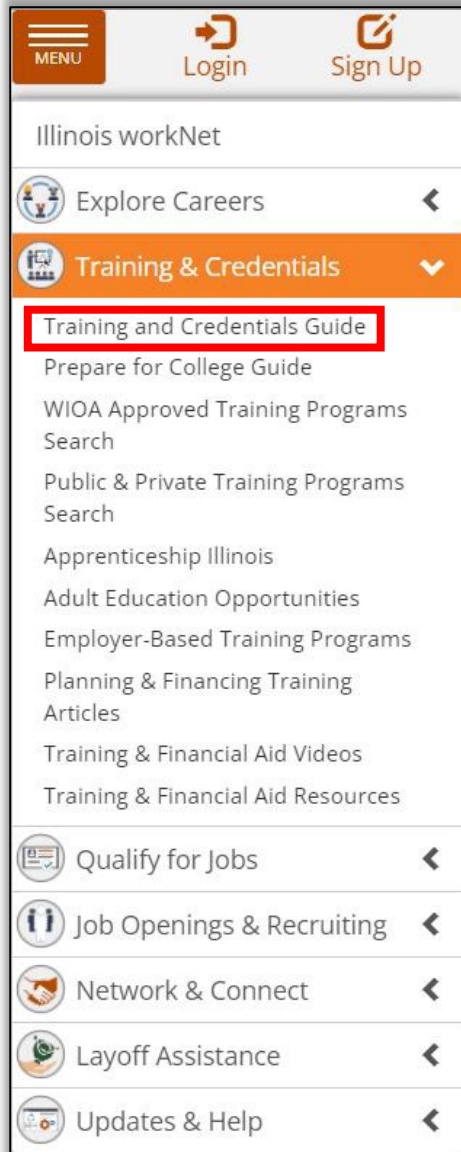 MENU
Login
Sign Up
Illinois workNet
Explore Careers
Training & Credentials
Training and Credentials Guide
Prepare for College Guide
WIOA Approved Training Programs
Search
Public & Private Training Programs
Search
Apprenticeship Illinois
Adult Education Opportunities
Employer-Based Training Programs
Planning & Financing Training
Articles
Training & Financial Aid Videos
Training & Financial Aid Resources
Qualify for Jobs
Job Openings & Recruiting
Network & Connect
Layoff Assistance
Updates & Help